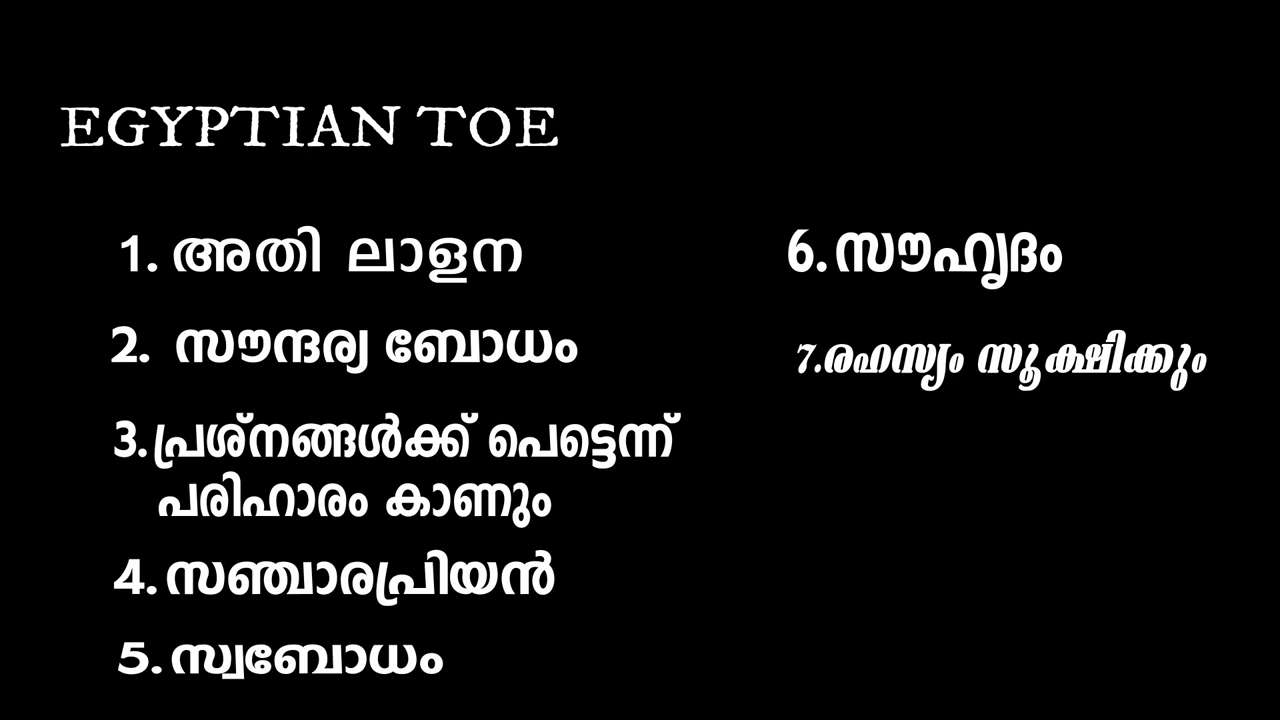 EGYPTIAN TOE
1. അതി ലാളന
2. സൗന്ദര്യ ബോധം
3. പ്രശ്നങ്ങൾക്ക് പെട്ടെന്ന്
പരിഹാരം കാണും
4. സഞ്ചാരപ്രിയൻ
5. സ്വബോധം
6. സൗഹൃദം
7.രഹസ്യം സൂക്ഷിക്കും